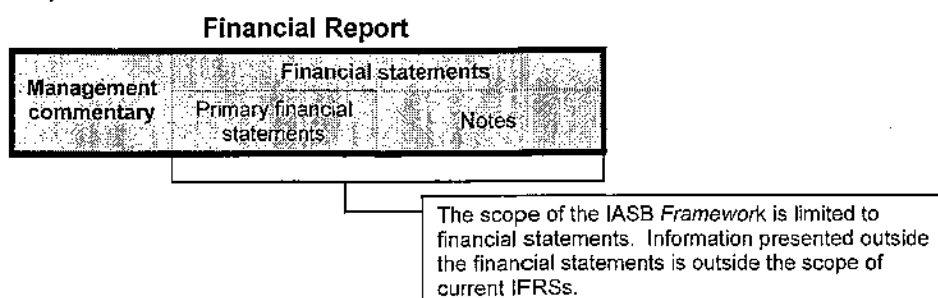 Financial Report
Financial statements
Management
commentary
Primary financial
statements
Notes
The scope of the IASB Framework is limited to
financial statements. Information presented outside
the financial statements is outside the scope of
current IFRSs.